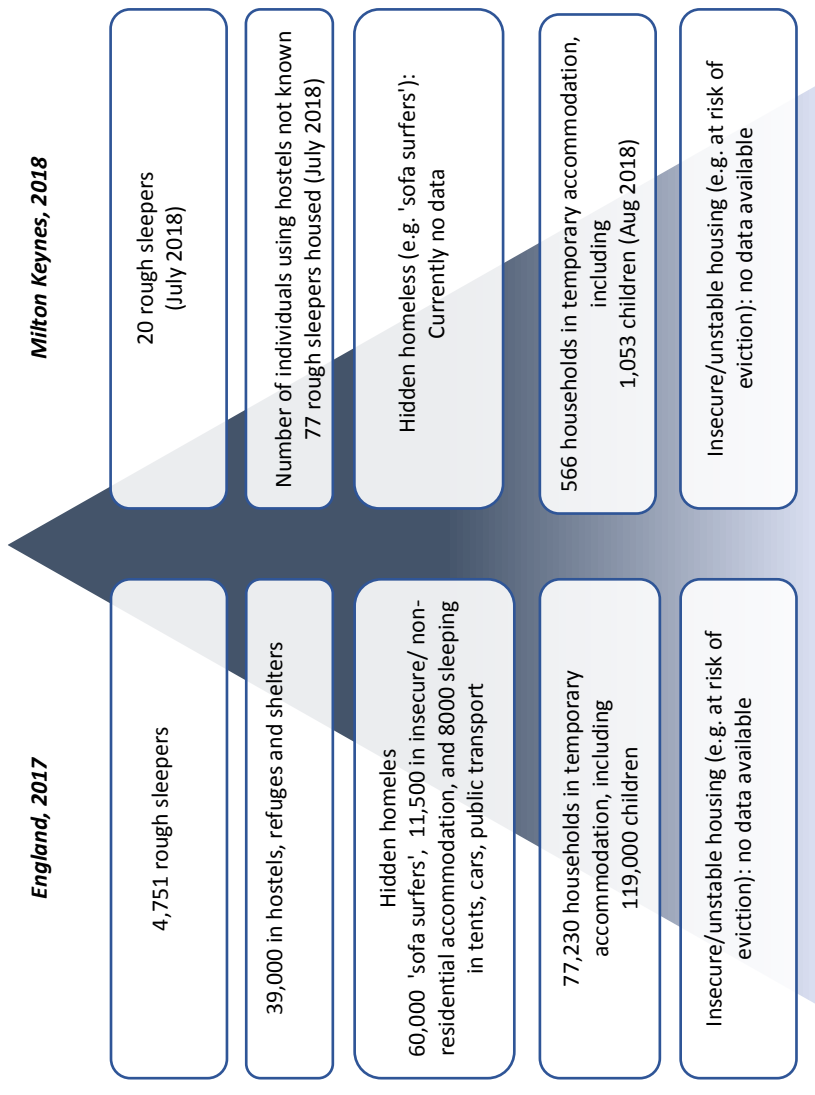 England, 2017
4,751 rough sleepers
39,000 in hostels, refuges and shelters
Hidden homeles
60,000 'sofa surfers', 11,500 in insecure/ non-
residential accommodation, and 8000 sleeping
in tents, cars, public transport
77,230 households in temporary
accommodation, including
119,000 children
Insecure/unstable housing (e.g. at risk of
eviction): no data available
Milton Keynes, 2018
20 rough sleepers
(July 2018)
Number of individuals using hostels not known
77 rough sleepers housed (July 2018)
Hidden homeless (e.g. 'sofa surfers'):
Currently no data
566 households in temporary accommodation,
including
1,053 children (Aug 2018)
Insecure/unstable housing (e.g. at risk of
eviction): no data available